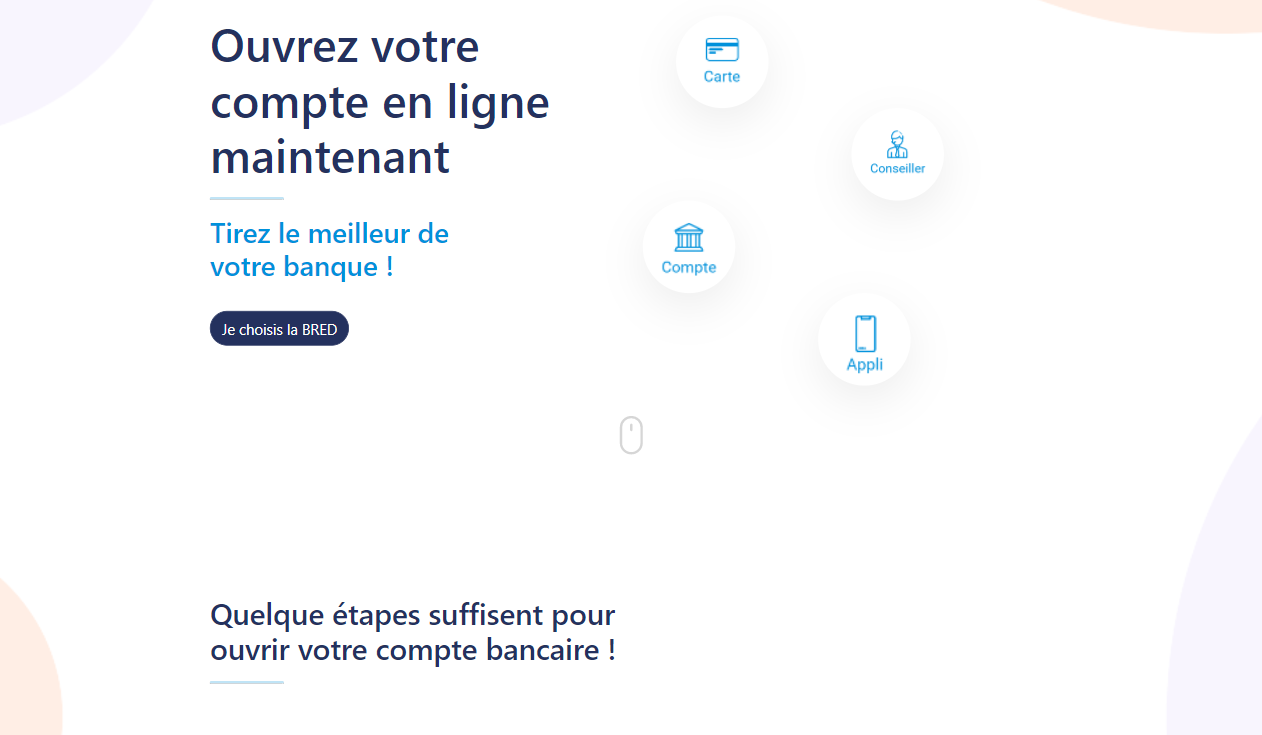 Ouvrez votre
compte en ligne
maintenant
Tirez le meilleur de
votre banque !
Je choisis la BRED
Carte
Conseiller
Compte
Appli
Quelque étapes suffisent pour
ouvrir votre compte bancaire !